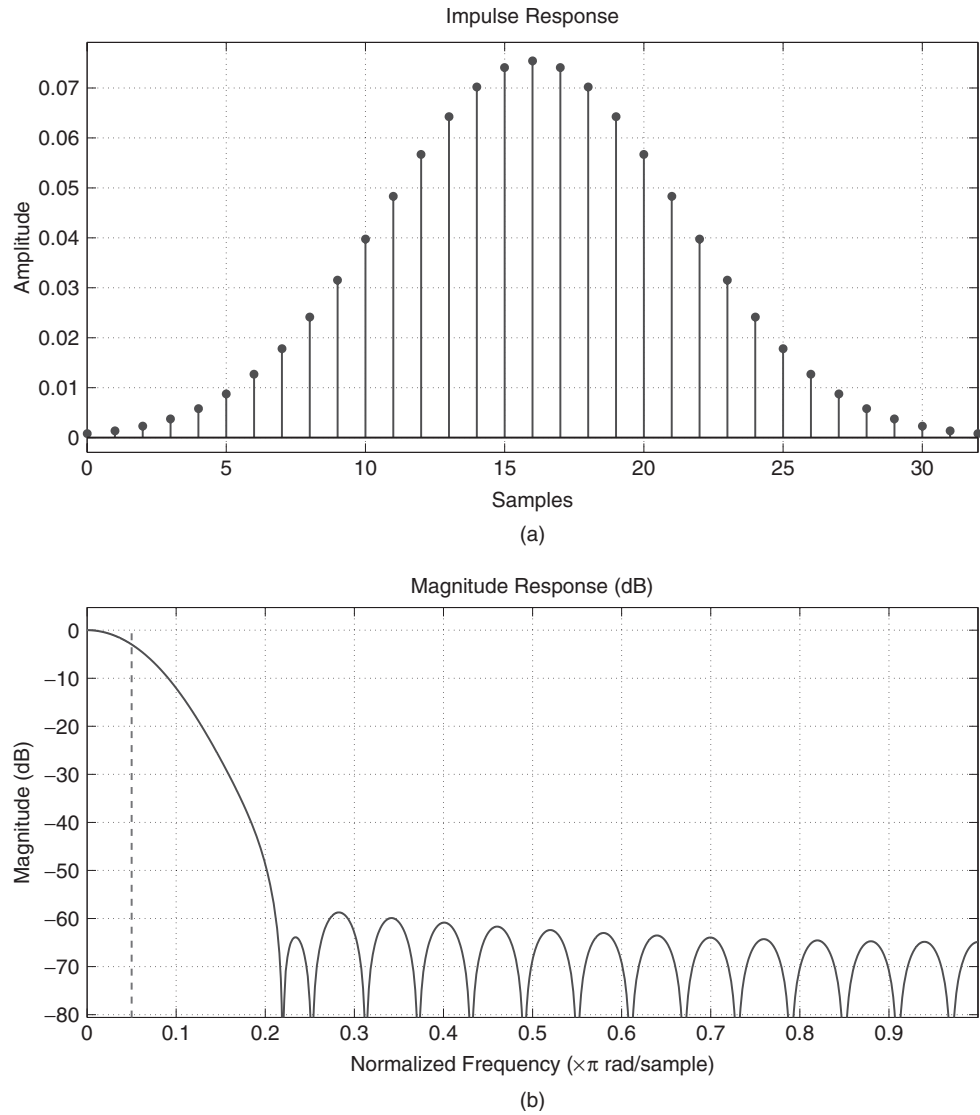 Impulse Response
0.07
0.06
0.05
0.04
0.03
0.02
0.01
0
Amplitude
0 5 10 15 20 25 30
Samples
(a)
Magnitude Response (dB)
0
−10
−20
−30
−40
−50
−60
−70
−80
Magnitude (dB)
0 0.1 0.2 0.3 0.4 0.5 0.6 0.7 0.8 0.9
Normalized Frequency (×π rad/sample)
(b)